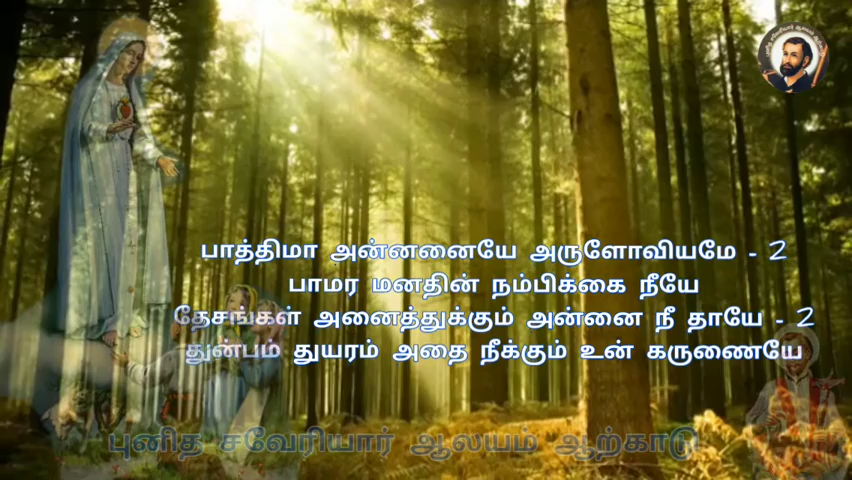 பாத்திமா அன்னனையே அருளோவியமே - 2
பாமர மனதின் நம்பிக்கை நீயே
தேசங்கள் அனைத்துக்கும் அன்னை நீ தாயே - 2
துன்பம் துயரம் அதை நீக்கும் உன் கருணையே
புனித சவேரியார் ஆலயம் ஆற்காடு